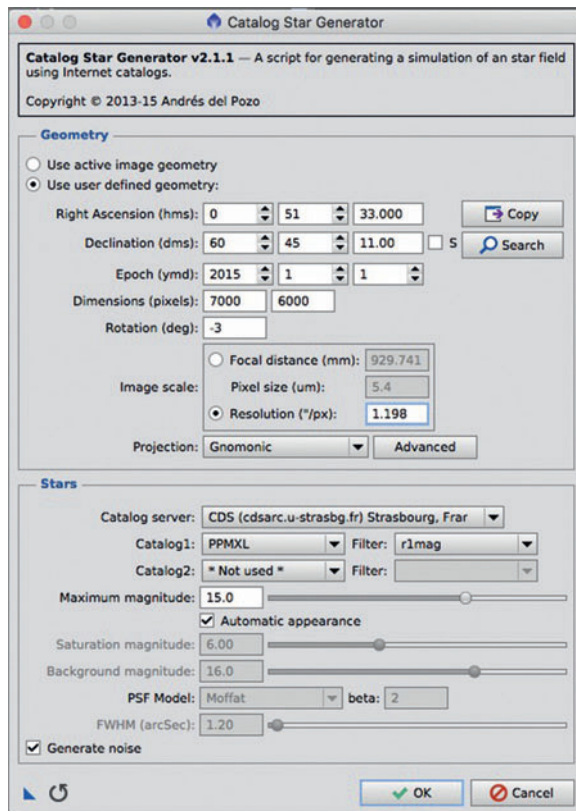 Catalog Star Generator
Catalog Star Generator v2.1.1 — A script for generating a simulation of an star field
using Internet catalogs.
Copyright © 2013-15 Andrés del Pozo
Geometry
Use active image geometry
Use user defined geometry:
Right Ascension (hms): 0 51 33.000 Copy
Declination (dms): 60 45 11.00 S Search
Epoch (ymd): 2015 1 1
Dimensions (pixels): 7000 6000
Rotation (deg): -3
Focal distance (mm): 929.741
Image scale: Pixel size (um): 5.4
Resolution ("/px): 1.198
Projection: Gnomonic Advanced
Stars
Catalog server: CDS (cdsarc.u-strasbg.fr) Strasbourg, Frar
Catalog1: PPMXL Filter: r1mag
Catalog2: * Not used * Filter:
Maximum magnitude: 15.0
Automatic appearance
Saturation magnitude: 6.00
Background magnitude: 16.0
PSF Model: Moffat beta: 2
FWHM (arcSec): 1.20
Generate noise
OK Cancel